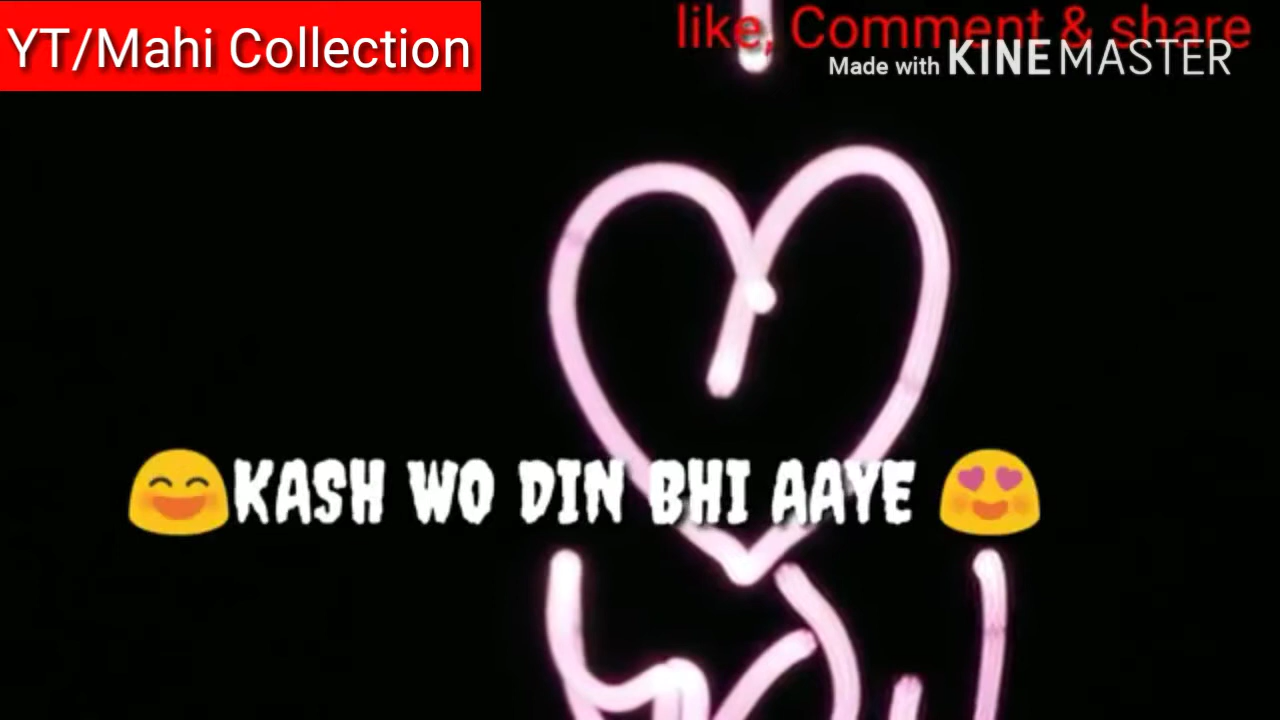 YT/Mahi Collection
like, Comment & share
Made with KINEMASTER
😄KASH WO DIN BHI AAYE 😍